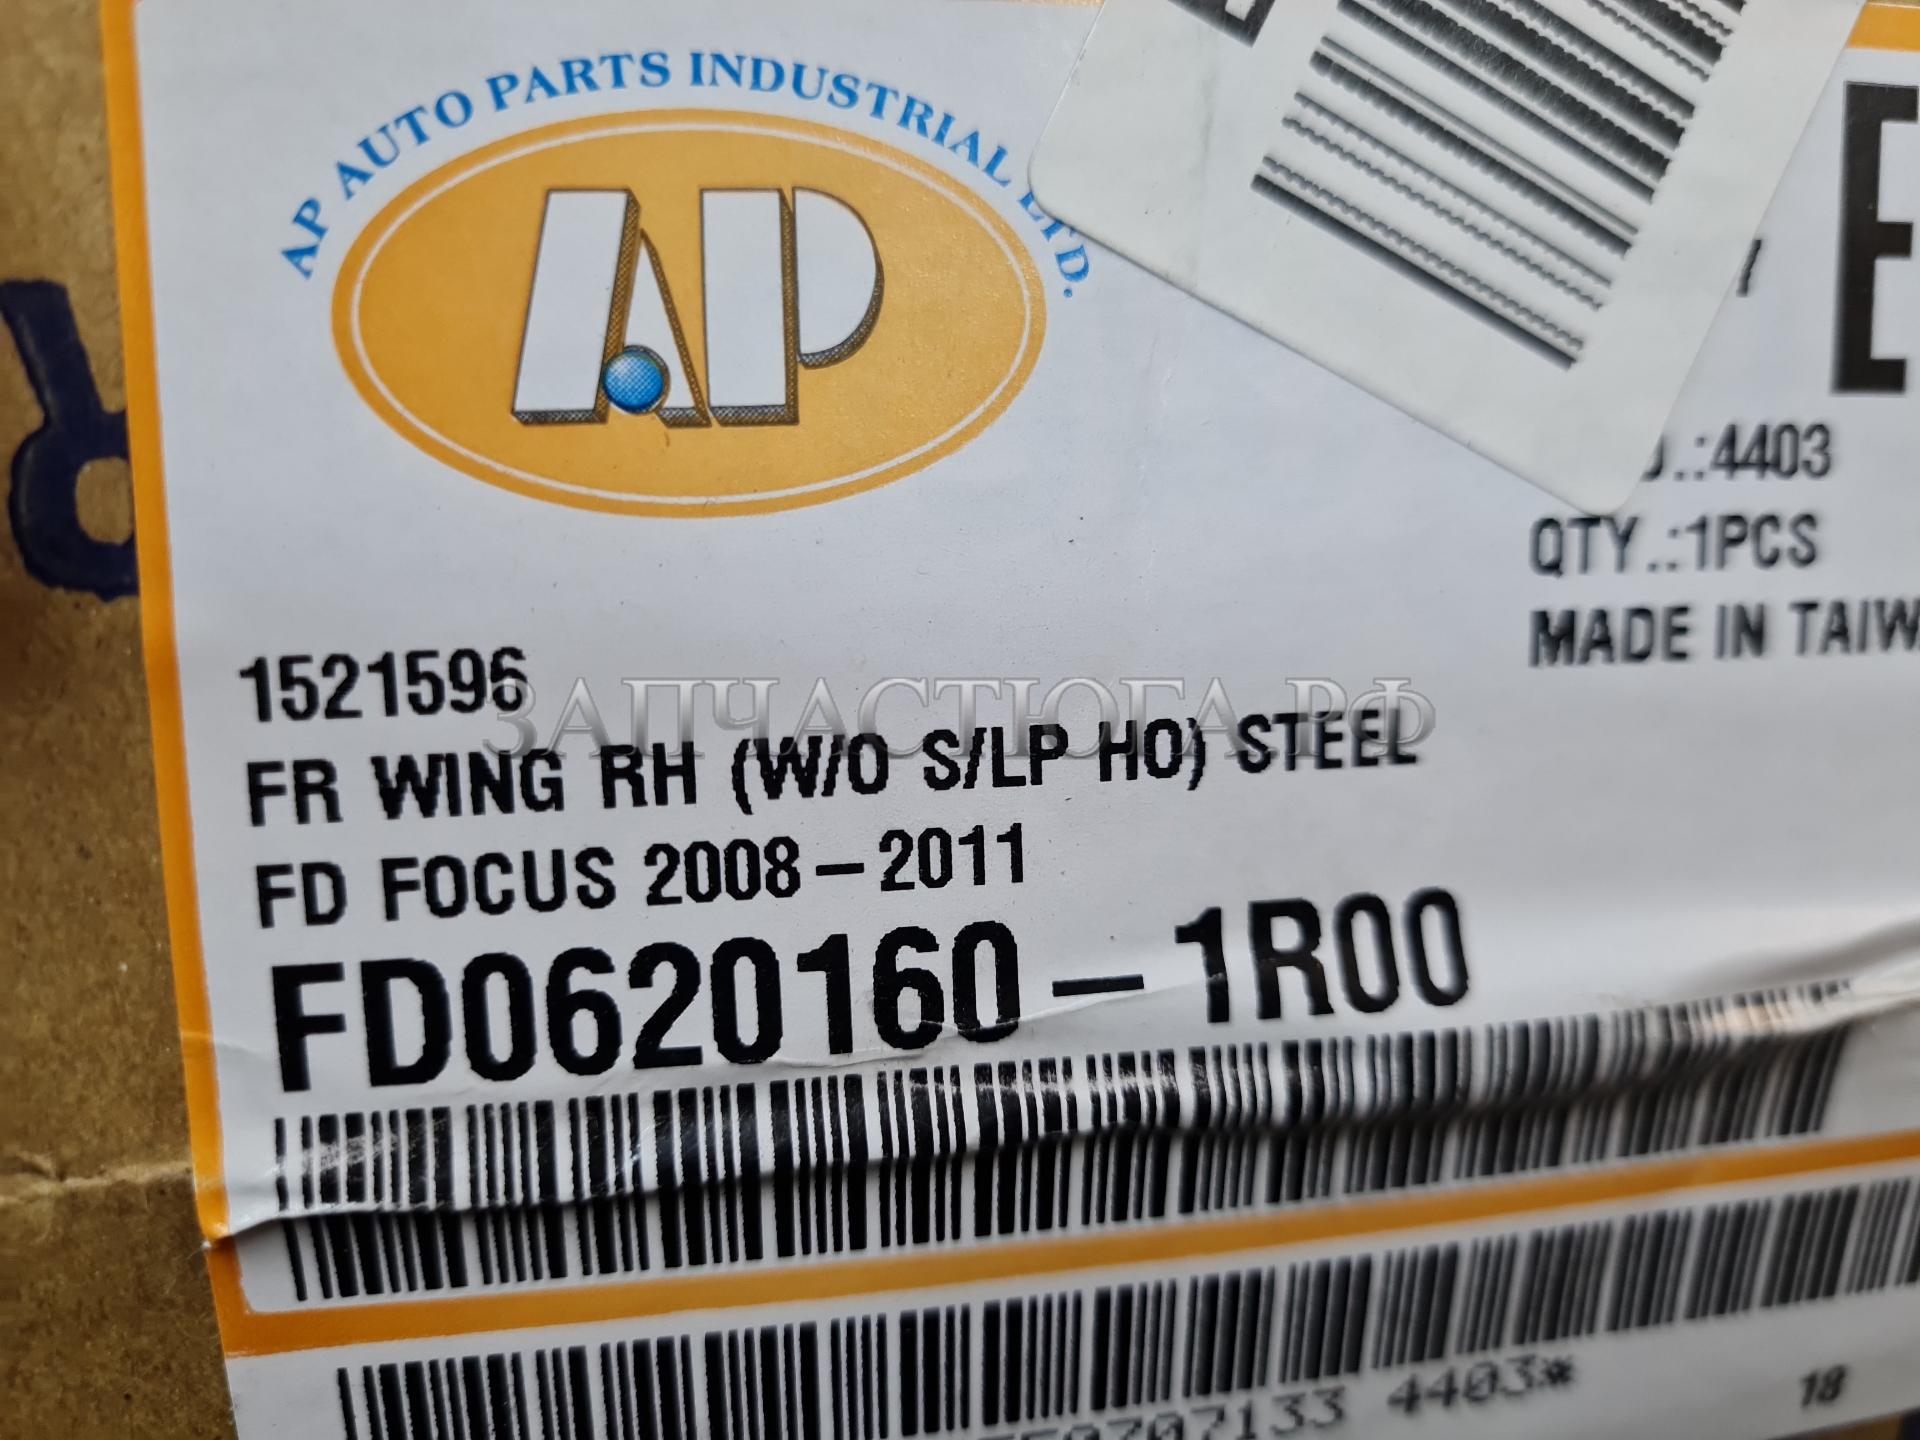 AP AUTO PARTS INDUSTRIAL LTD.
AP
E
.:4403
QTY.:1PCS
MADE IN TAIW
1521596
ЗАПЧАСТЮГА.РФ
FR WING RH (W/O S/LP HO) STEEL
FD FOCUS 2008-2011
FD0620160-1R00
4403*
18